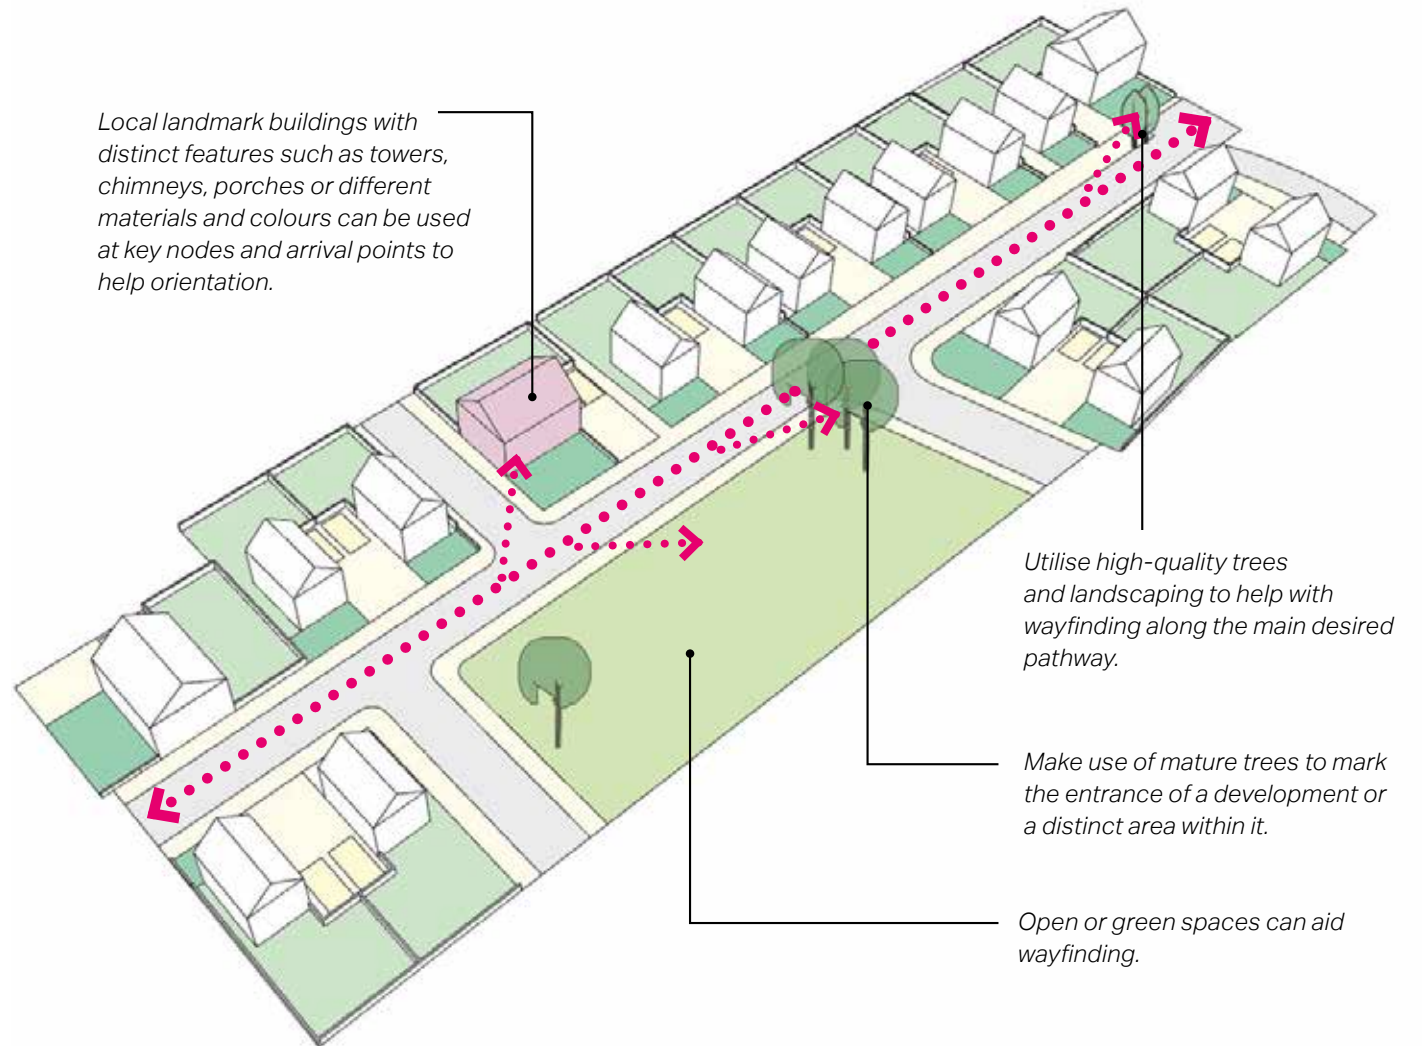 Local landmark buildings with
distinct features such as towers,
chimneys, porches or different
materials and colours can be used
at key nodes and arrival points to
help orientation.
Utilise high-quality trees
and landscaping to help with
wayfinding along the main desired
pathway.
Make use of mature trees to mark
the entrance of a development or
a distinct area within it.
Open or green spaces can aid
wayfinding.